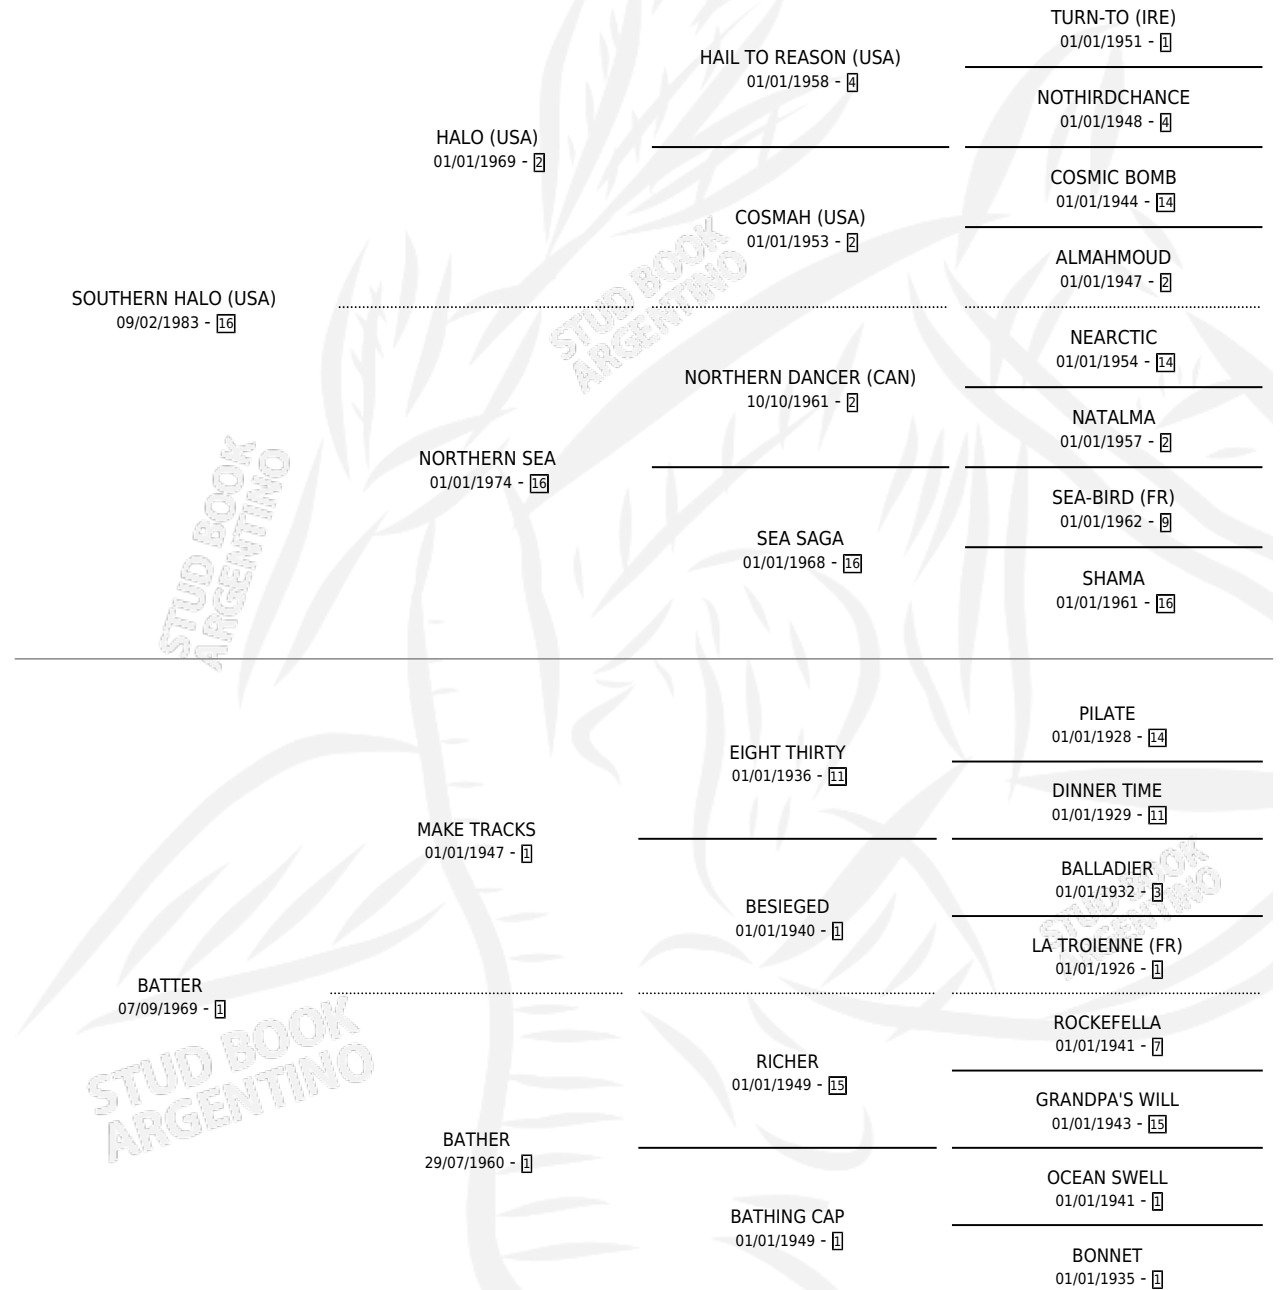 TURN-TO (IRE)
01/01/1951 - 1
HAIL TO REASON (USA)
01/01/1958 - 4
NOTHIRDCHANCE
01/01/1948 - 4
HALO (USA)
01/01/1969 - 2
COSMIC BOMB
01/01/1944 - 14
COSMAH (USA)
01/01/1953 - 2
ALMAHMOUD
01/01/1947 - 2
SOUTHERN HALO (USA)
09/02/1983 - 16
STUD BOOK
ARGENTINO
NEARCTIC
01/01/1954 - 14
NORTHERN DANCER (CAN)
10/10/1961 - 2
NATALMA
01/01/1957 - 2
NORTHERN SEA
01/01/1974 - 16
SEA-BIRD (FR)
01/01/1962 - 9
SEA SAGA
01/01/1968 - 16
SHAMA
01/01/1961 - 16
STUD BOOK
ARGENTINO
PILATE
01/01/1928 - 14
EIGHT THIRTY
01/01/1936 - 11
DINNER TIME
01/01/1929 - 11
MAKE TRACKS
01/01/1947 - 1
BALLADIER
01/01/1932 - 3
BESIEGED
01/01/1940 - 1
LA TROIENNE (FR)
01/01/1926 - 1
STUD BOOK
ARGENTINO
BATTER
07/09/1969 - 1
STUD BOOK
ARGENTINO
ROCKEFELLA
01/01/1941 - 7
RICHER
01/01/1949 - 15
GRANDPA'S WILL
01/01/1943 - 15
BATHER
29/07/1960 - 1
OCEAN SWELL
01/01/1941 - 1
BATHING CAP
01/01/1949 - 1
BONNET
01/01/1935 - 1